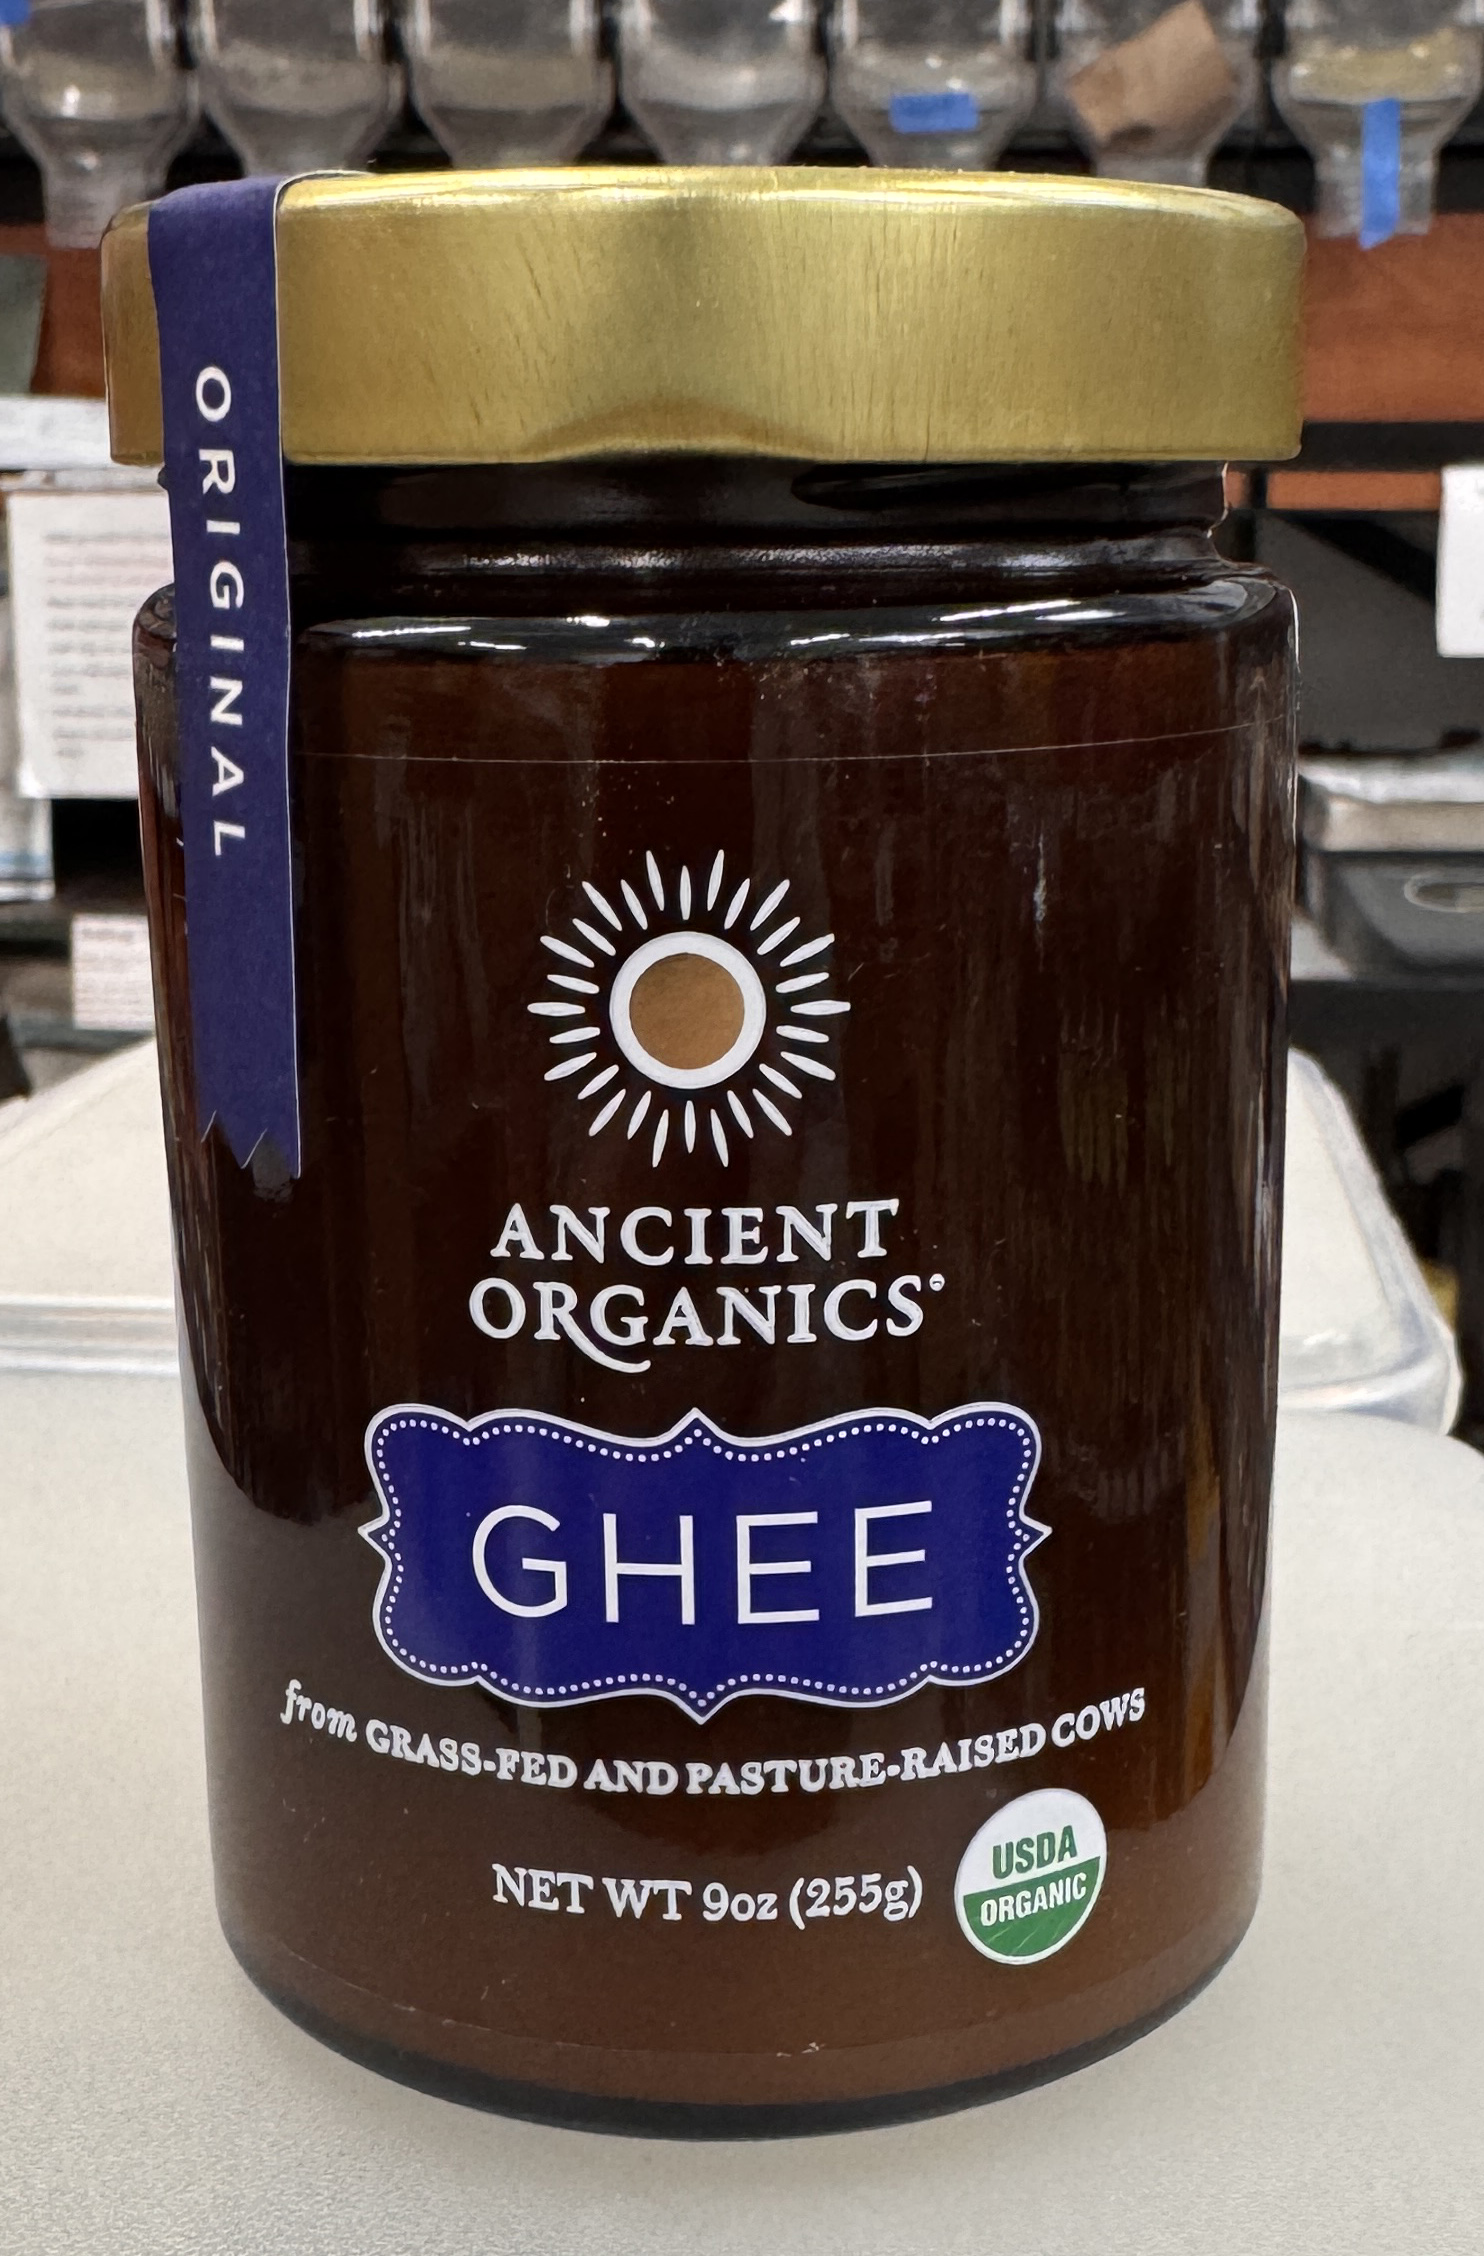 ORIGINAL
ANCIENT
ORGANICS
GHEE
from GRASS-FED AND PASTURE-RAISED COWS
NET WT 9oz (255g)
USDA
ORGANIC